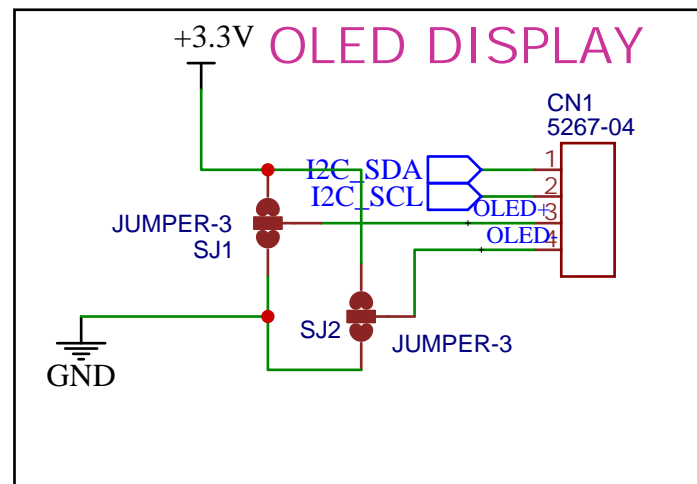 +3.3V
OLED DISPLAY
CN1
5267-04
I2C_SDA
1
I2C_SCL
2
OLED+
3
JUMPER-3
SJ1
OLED-
4
SJ2
JUMPER-3
GND